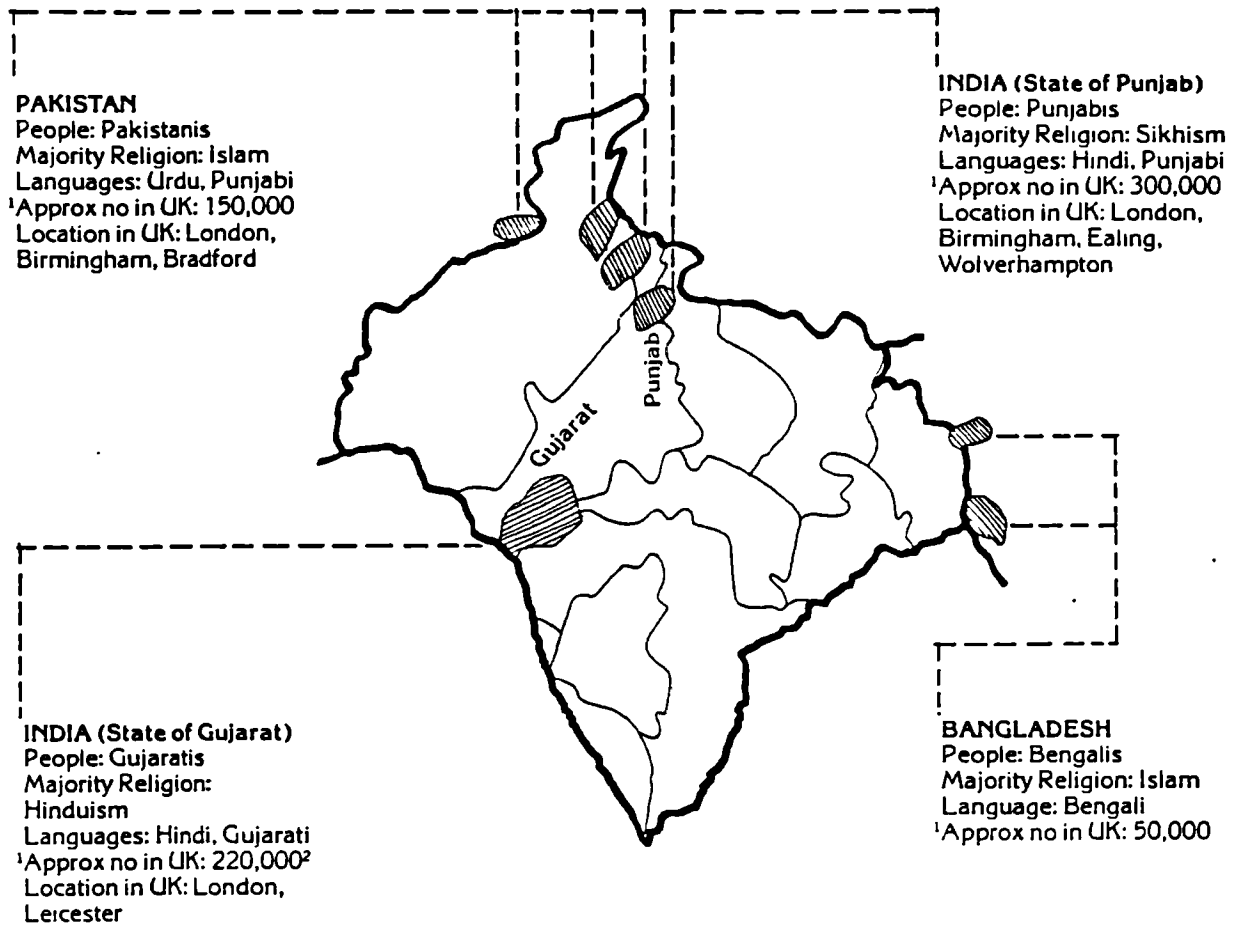 PAKISTAN
People: Pakistanis
Majority Religion: Islam
Languages: Urdu, Punjabi
¹Approx no in UK: 150,000
Location in UK: London,
Birmingham, Bradford
INDIA (State of Punjab)
People: Punjabis
Majority Religion: Sikhism
Languages: Hindi, Punjabi
¹Approx no in UK: 300,000
Location in UK: London,
Birmingham, Ealing,
Wolverhampton
Punjab
Gujarat
INDIA (State of Gujarat)
People: Gujaratis
Majority Religion:
Hinduism
Languages: Hindi, Gujarati
¹Approx no in UK: 220,000²
Location in UK: London,
Leicester
BANGLADESH
People: Bengalis
Majority Religion: Islam
Language: Bengali
¹Approx no in UK: 50,000